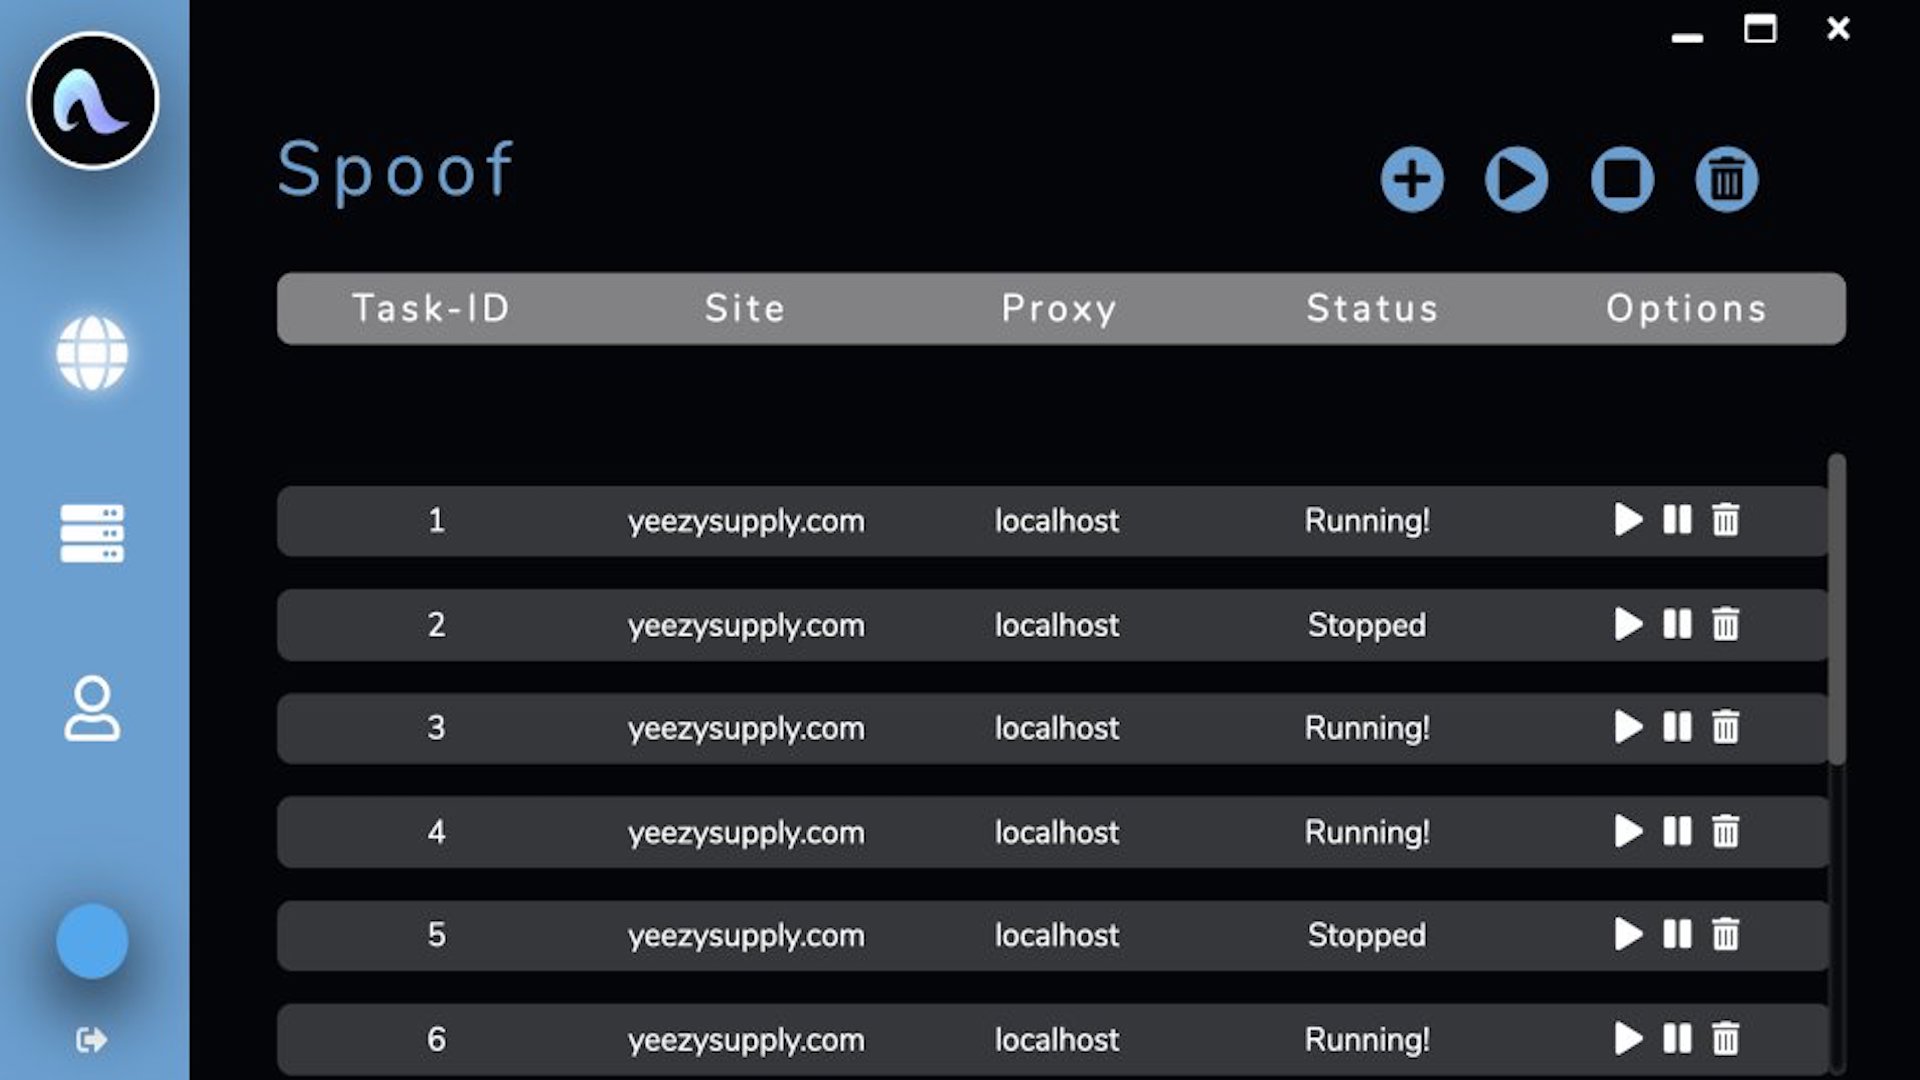 Spoof
Task-ID Site Proxy Status Options
1 yeezysupply.com localhost Running!
2 yeezysupply.com localhost Stopped
3 yeezysupply.com localhost Running!
4 yeezysupply.com localhost Running!
5 yeezysupply.com localhost Stopped
6 yeezysupply.com localhost Running!